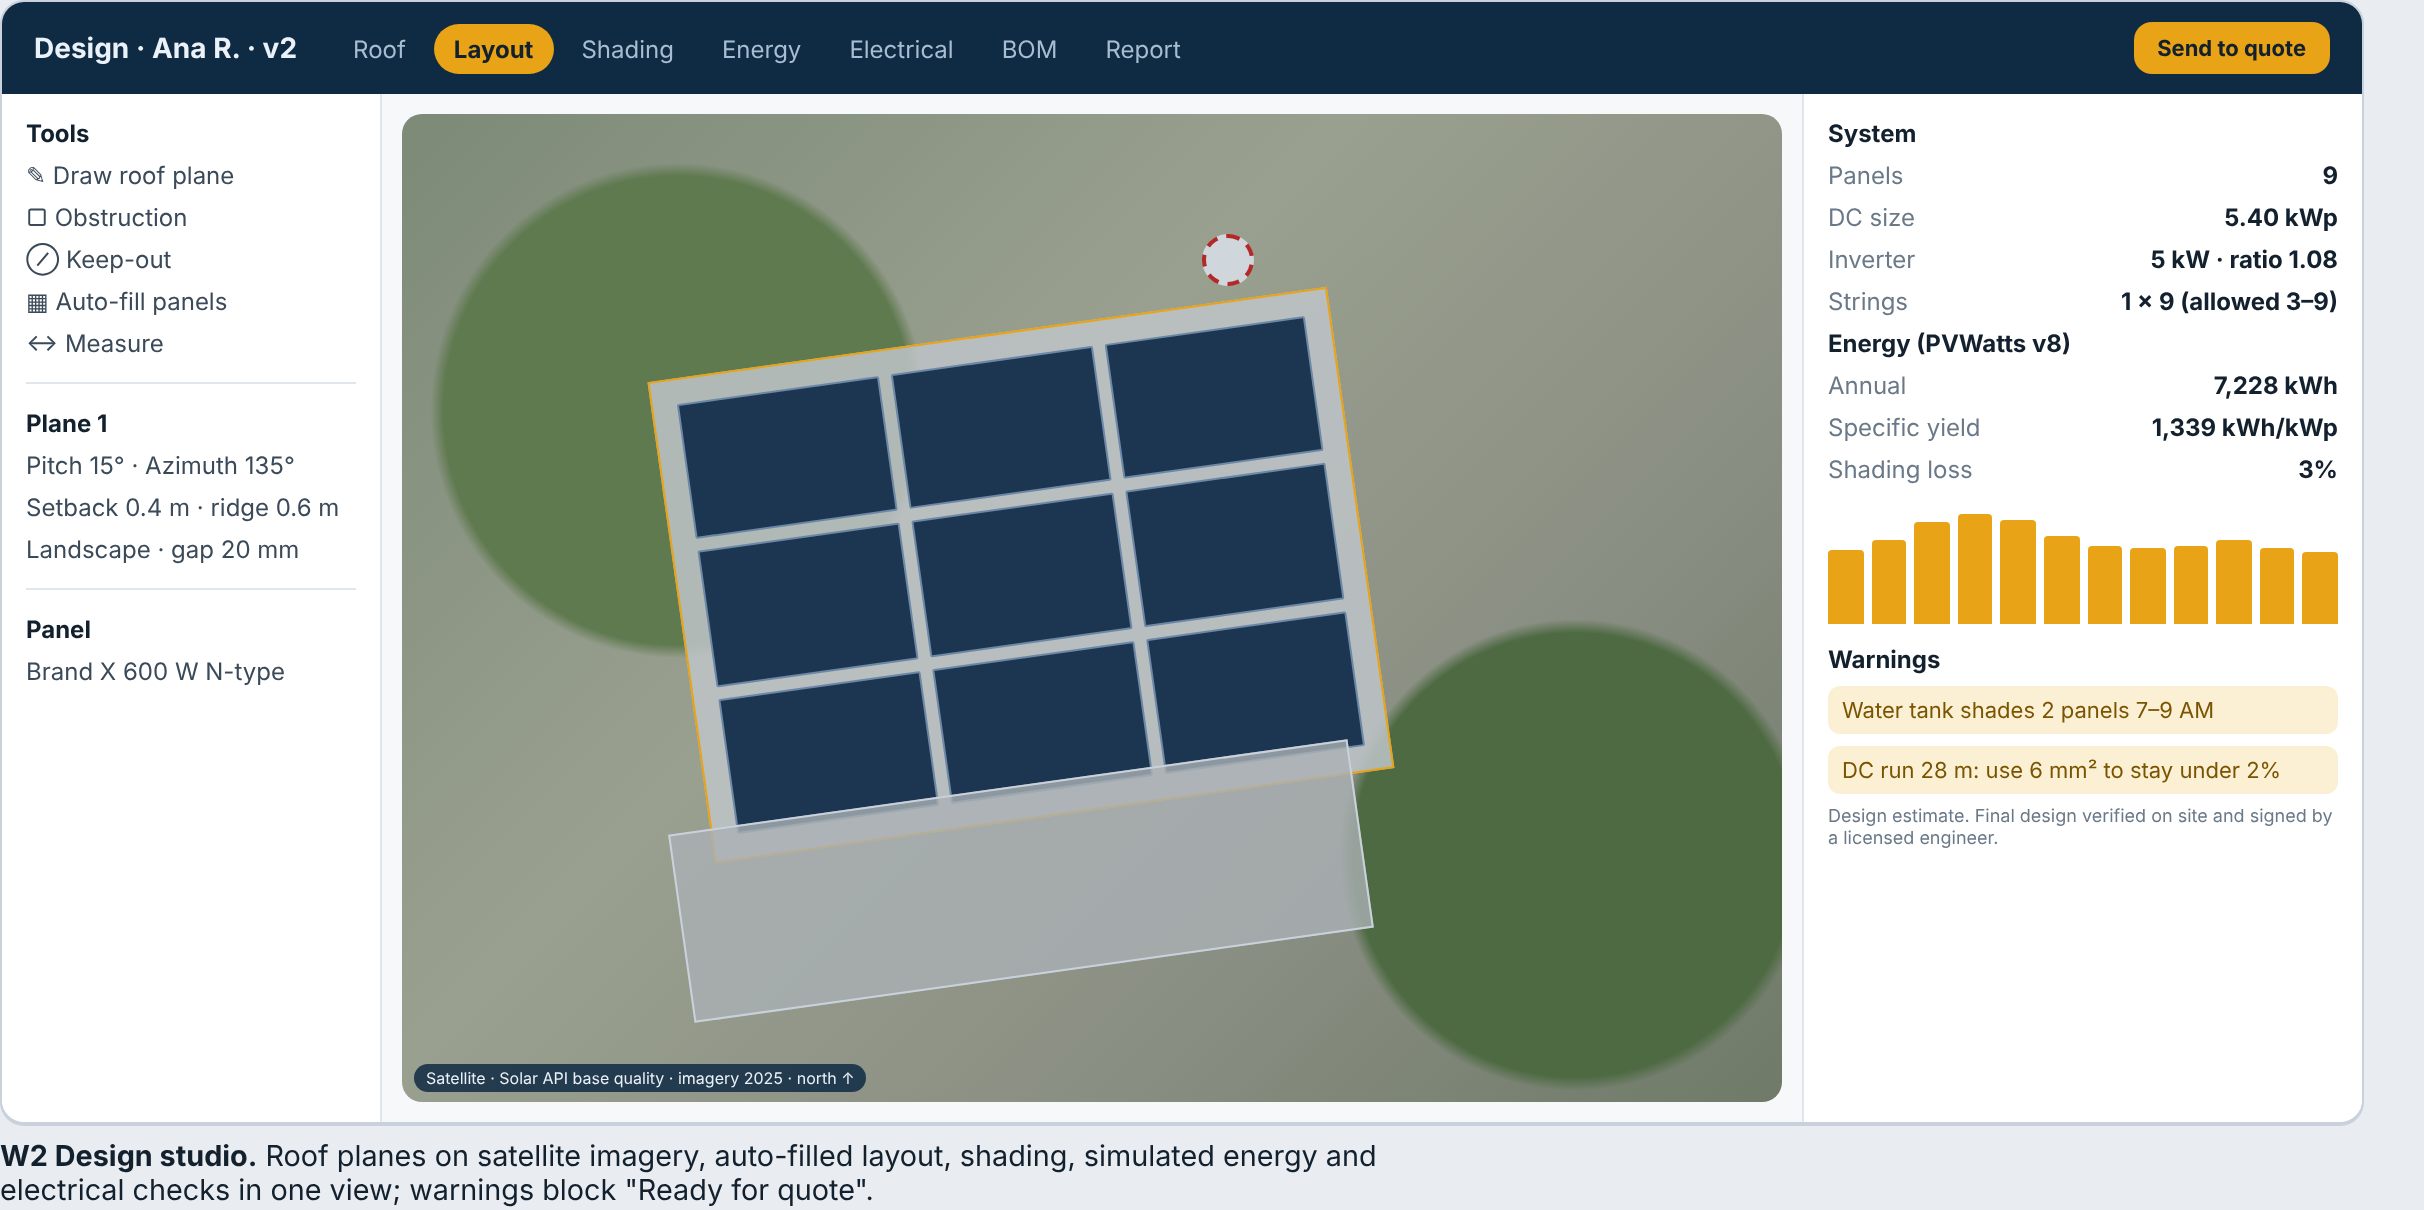 Design · Ana R. · v2
Roof
Layout
Shading
Energy
Electrical
BOM
Report
Send to quote
Tools
✎ Draw roof plane
☐ Obstruction
⊘ Keep-out
▦ Auto-fill panels
↔ Measure
Plane 1
Pitch 15° · Azimuth 135°
Setback 0.4 m · ridge 0.6 m
Landscape · gap 20 mm
Panel
Brand X 600 W N-type
Satellite · Solar API base quality · imagery 2025 · north ↑
System
Panels 9
DC size 5.40 kWp
Inverter 5 kW · ratio 1.08
Strings 1 × 9 (allowed 3–9)
Energy (PVWatts v8)
Annual 7,228 kWh
Specific yield 1,339 kWh/kWp
Shading loss 3%
Warnings
Water tank shades 2 panels 7–9 AM
DC run 28 m: use 6 mm² to stay under 2%
Design estimate. Final design verified on site and signed by
a licensed engineer.
W2 Design studio. Roof planes on satellite imagery, auto-filled layout, shading, simulated energy and
electrical checks in one view; warnings block "Ready for quote".